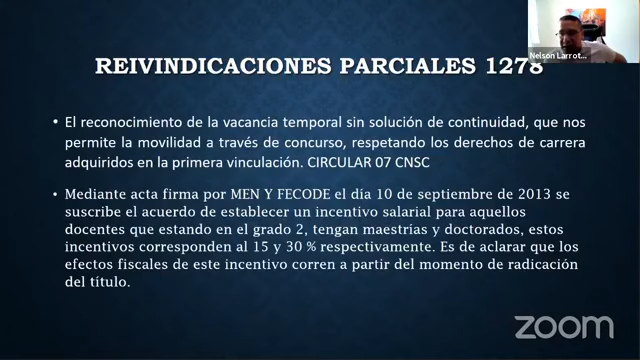 Nelson Larrot...
REIVINDICACIONES PARCIALES 1278
• El reconocimiento de la vacancia temporal sin solución de continuidad, que nos
permite la movilidad a través de concurso, respetando los derechos de carrera
adquiridos en la primera vinculación. CIRCULAR 07 CNSC
• Mediante acta firma por MEN Y FECODE el día 10 de septiembre de 2013 se
suscribe el acuerdo de establecer un incentivo salarial para aquellos
docentes que estando en el grado 2, tengan maestrías y doctorados, estos
incentivos corresponden al 15 y 30 % respectivamente. Es de aclarar que los
efectos fiscales de este incentivo corren a partir del momento de radicación
del título.
zoom